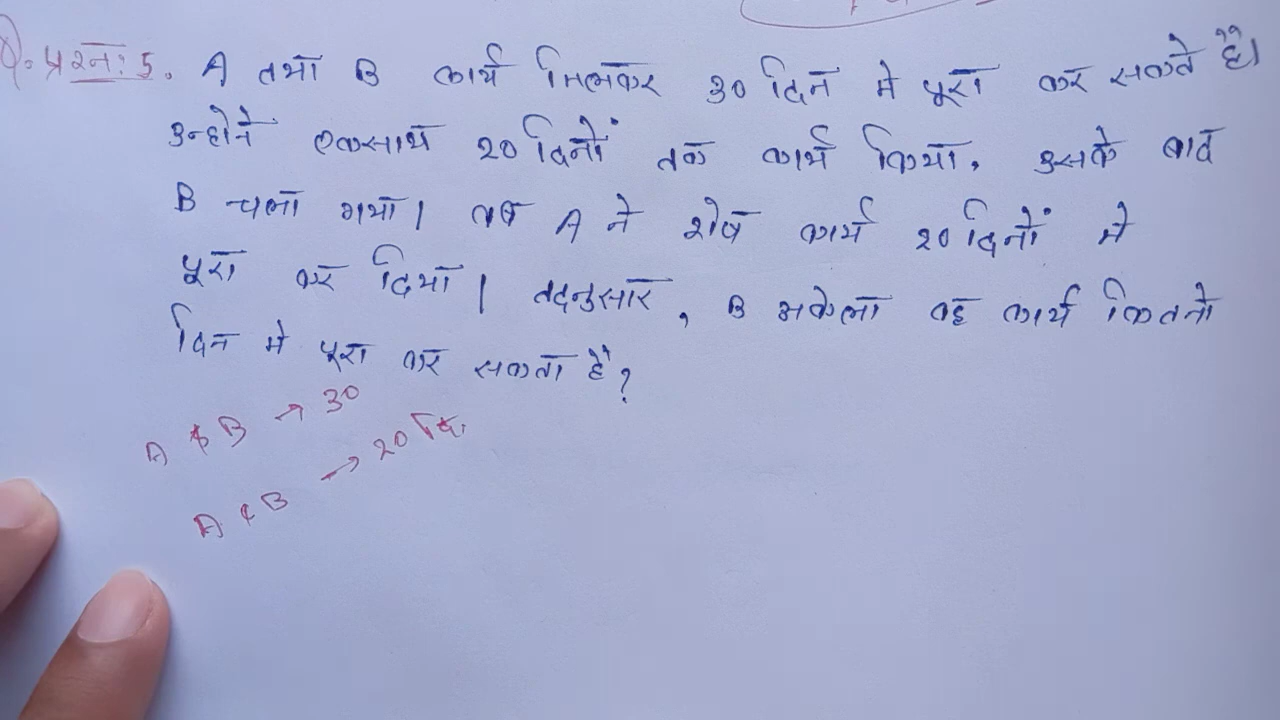 Q. प्रश्न: 5. A तथा B कार्य मिलकर 30 दिन मे पूरा कर सकते हैं।
उन्होने एकसाथ 20 दिनों तक कार्य किया, उसके बाद
B चला गया। तब A ने शेष कार्य 20 दिनों मे
पूरा कर दिया। तदनुसार, B अकेला वह कार्य कितने
दिन मे पूरा कर सकता है?
A & B → 30
A & B → 20 दि.